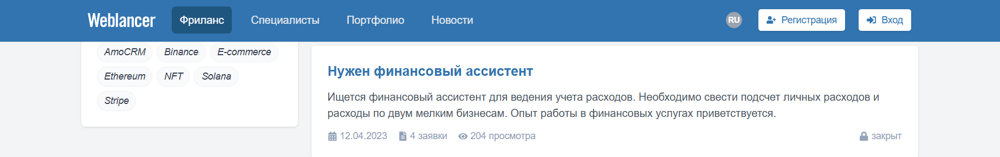 Weblancer Фриланс Специалисты Портфолио Новости RU Регистрация Вход
AmoCRM Binance E-commerce
Ethereum NFT Solana
Stripe
Нужен финансовый ассистент
Ищется финансовый ассистент для ведения учета расходов. Необходимо свести подсчет личных расходов и
расходы по двум мелким бизнесам. Опыт работы в финансовых услугах приветствуется.
12.04.2023 4 заявки 204 просмотра закрыт